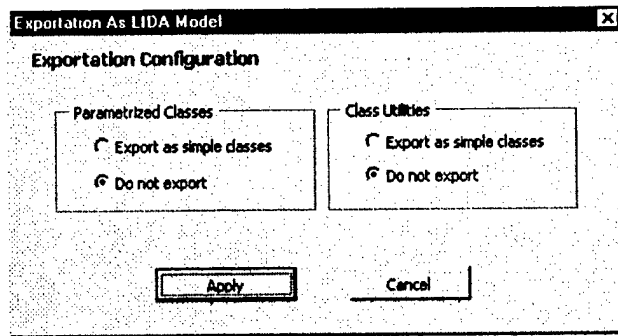 Exportation As LIDA Model
Exportation Configuration
Parametrized Classes
Export as simple classes
Do not export
Class Utilities
Export as simple classes
Do not export
Apply
Cancel